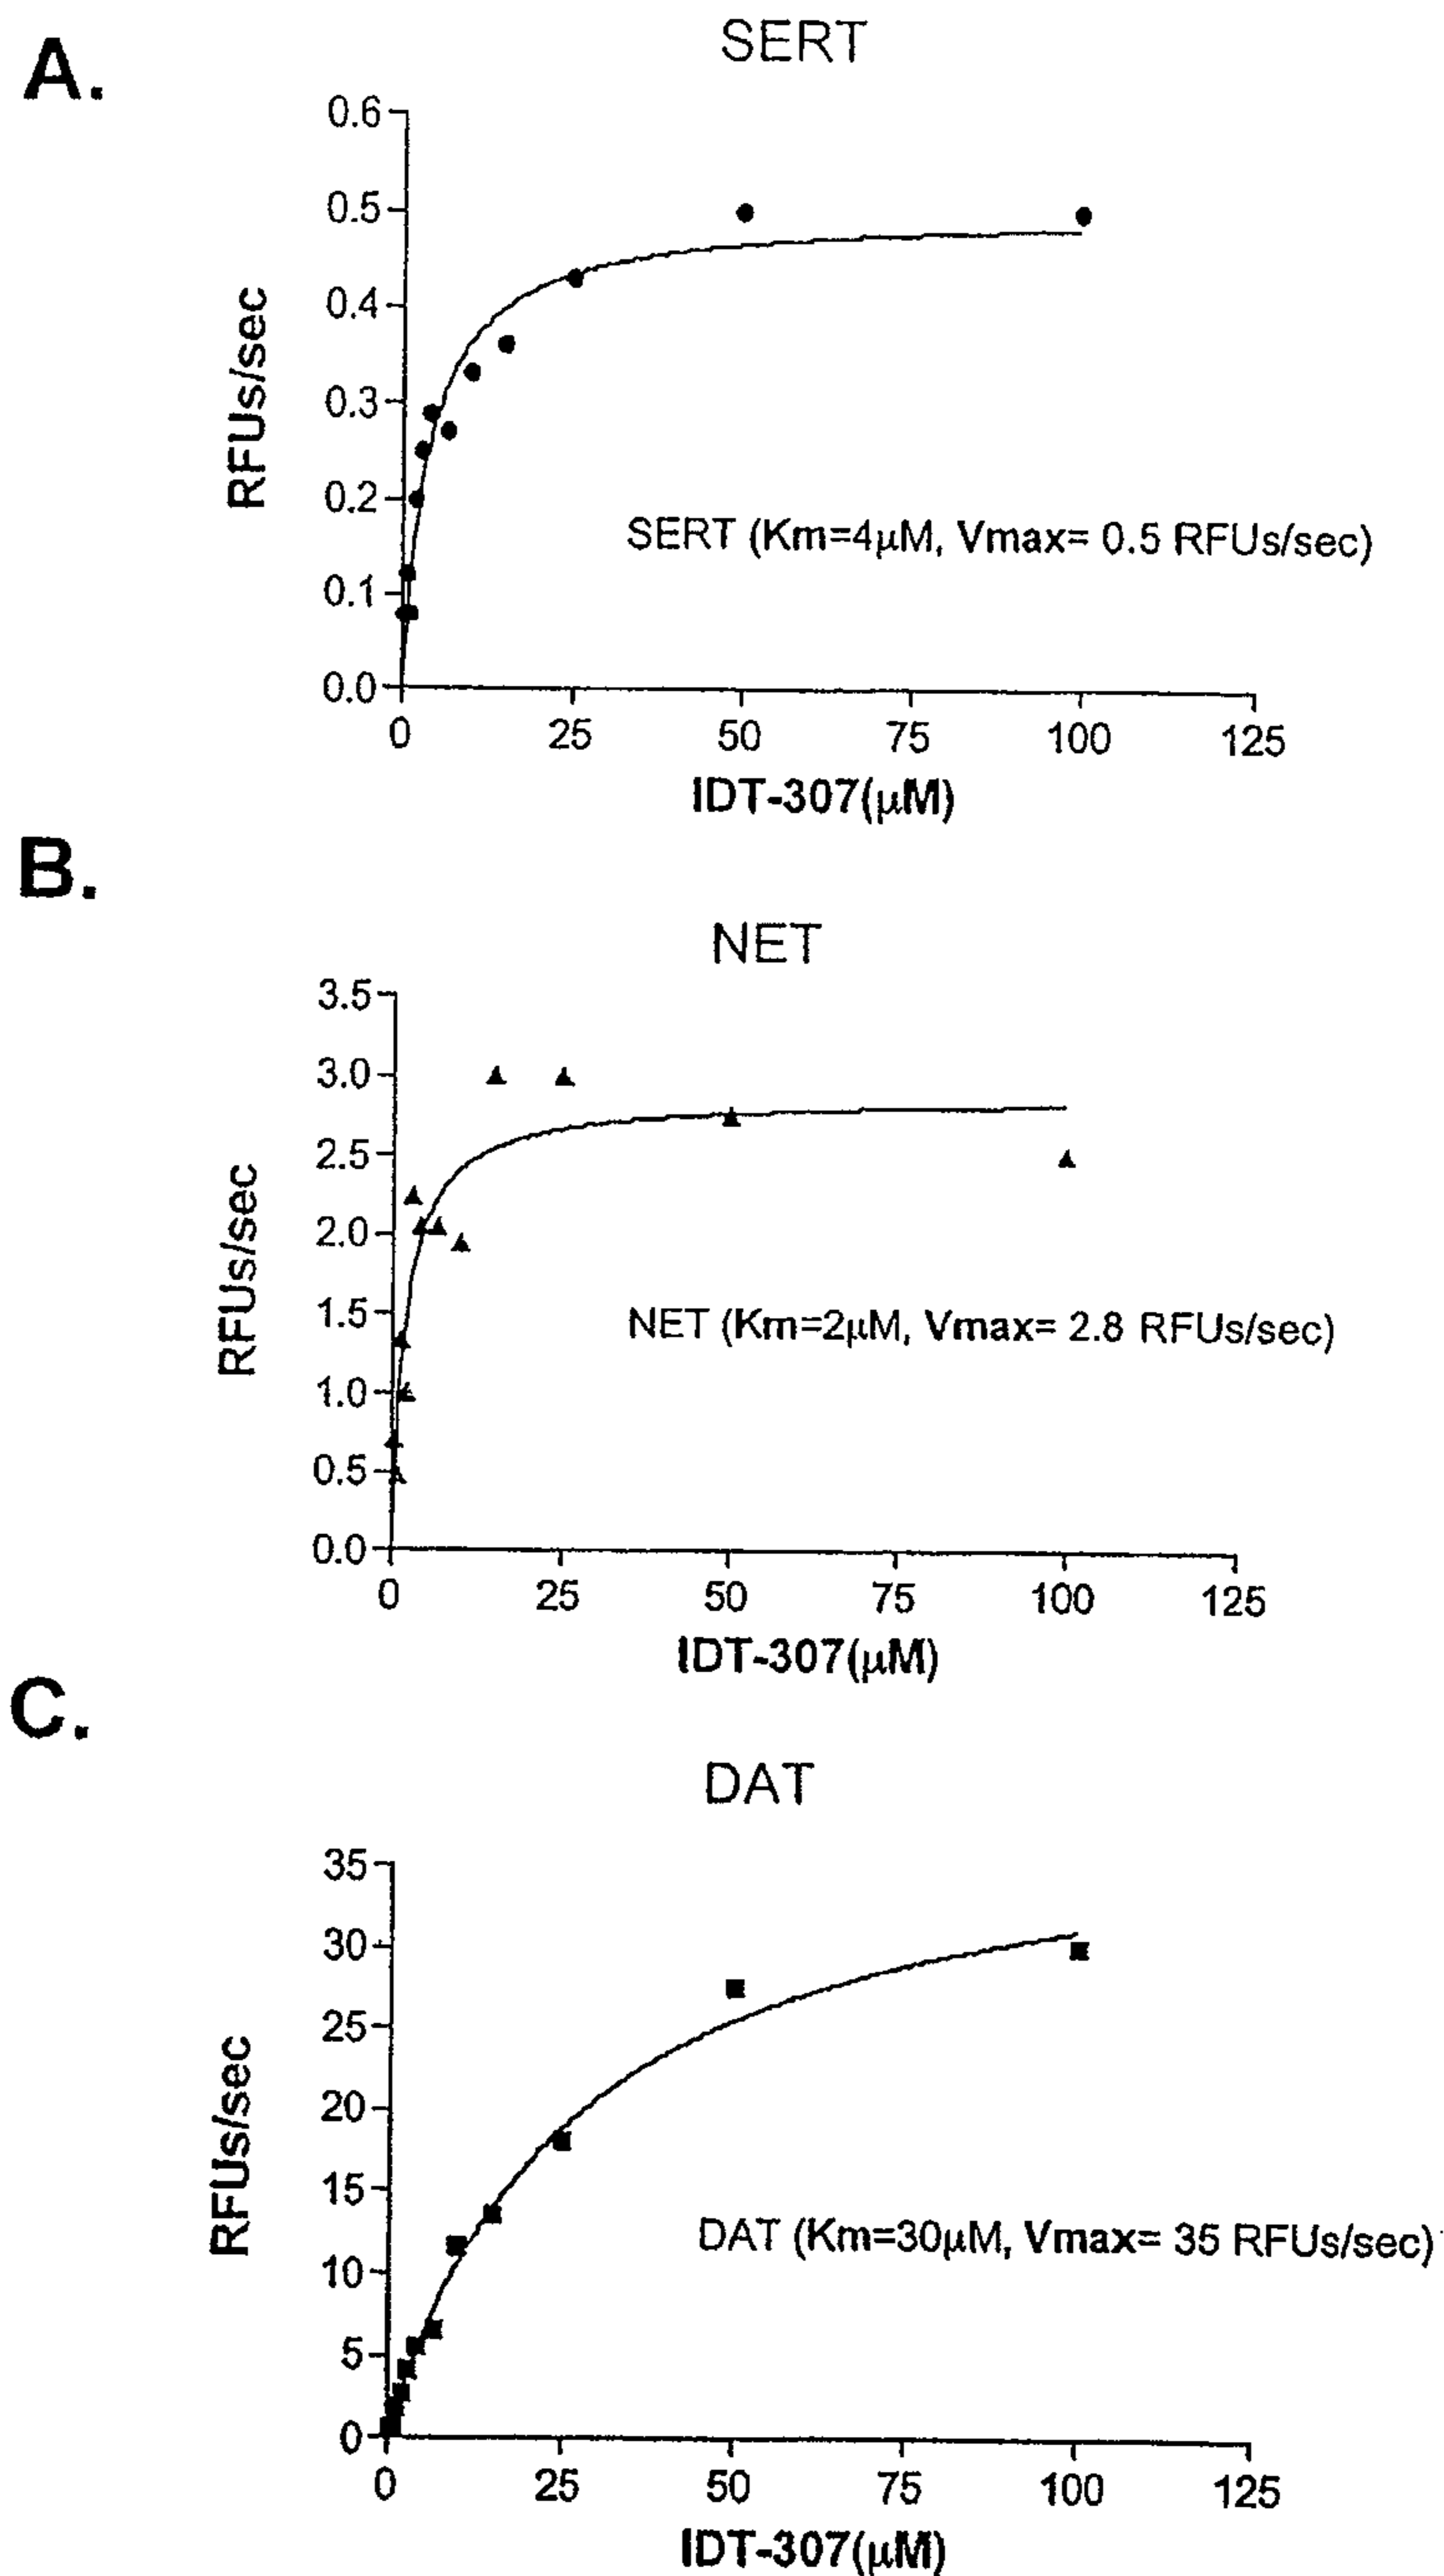 A.
SERT
0.6
0.5
0.4
0.3
0.2
0.1
0.0
RFUs/sec
SERT (Km=4μM, Vmax= 0.5 RFUs/sec)
0 25 50 75 100 125
IDT-307(μM)
B.
NET
3.5
3.0
2.5
2.0
1.5
1.0
0.5
0.0
RFUs/sec
NET (Km=2μM, Vmax= 2.8 RFUs/sec)
0 25 50 75 100 125
IDT-307(μM)
C.
DAT
35
30
25
20
15
10
5
0
RFUs/sec
DAT (Km=30μM, Vmax= 35 RFUs/sec)
0 25 50 75 100 125
IDT-307(μM)